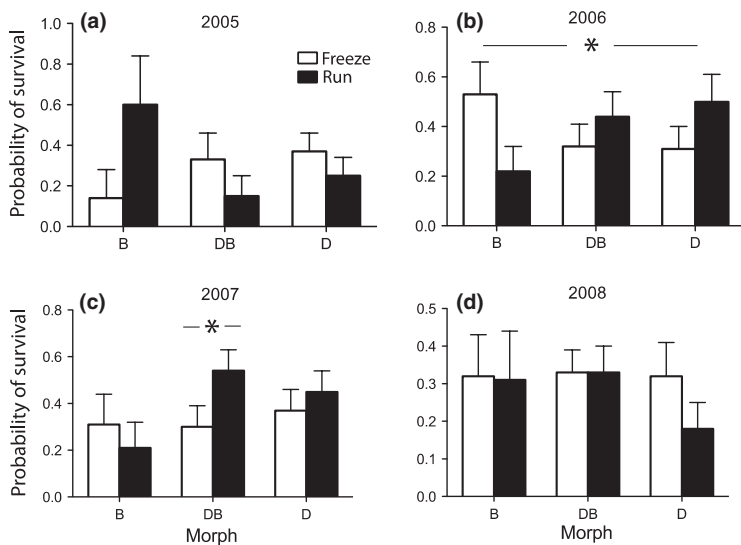 (a) 2005
Probability of survival
1.0
0.8
0.6
0.4
0.2
0.0
Freeze
Run
B DB D
(b) 2006
0.8
0.6
0.4
0.2
0.0
*
B DB D
(c) 2007
Probability of survival
0.8
0.6
0.4
0.2
0.0
*
B DB D
Morph
(d) 2008
0.5
0.4
0.3
0.2
0.1
0.0
B DB D
Morph